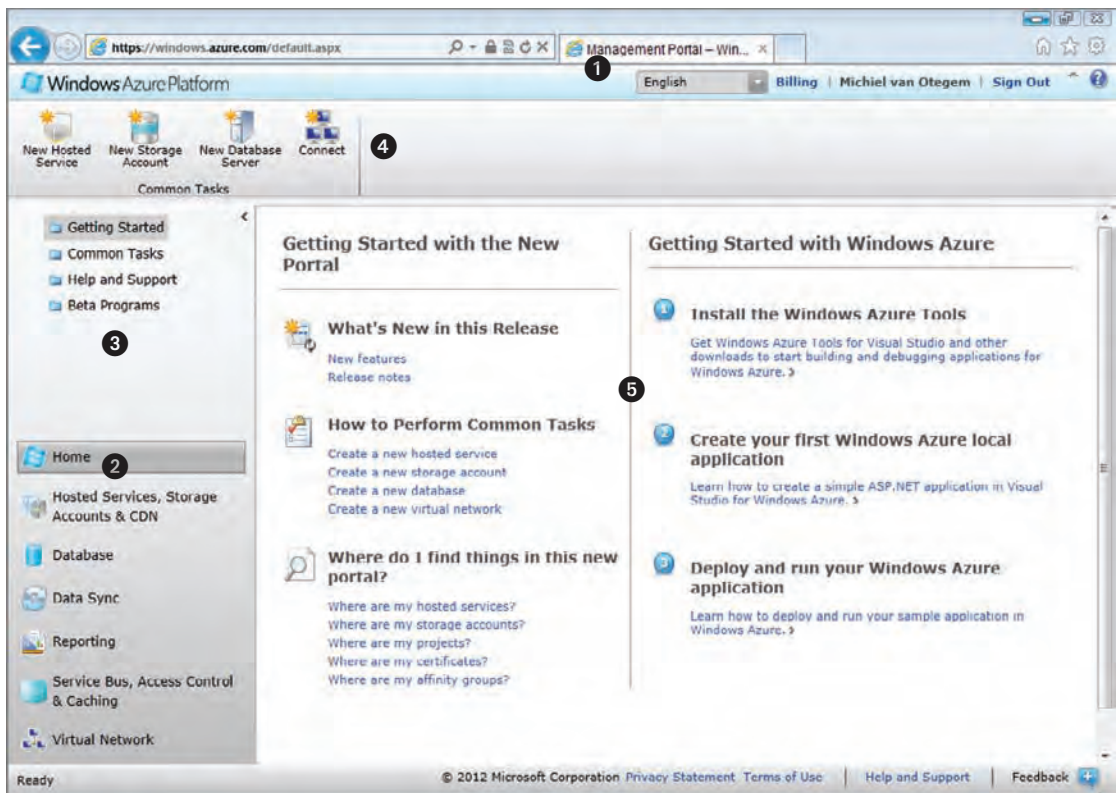 https://windows.azure.com/default.aspx
Management Portal – Win...
1
Windows Azure Platform
English
Billing | Michiel van Otegem | Sign Out
New Hosted Service
New Storage Account
New Database Server
Connect
4
Common Tasks
Getting Started
Common Tasks
Help and Support
Beta Programs
3
Home
2
Hosted Services, Storage
Accounts & CDN
Database
Data Sync
Reporting
Service Bus, Access Control
& Caching
Virtual Network
Getting Started with the New
Portal
What's New in this Release
New features
Release notes
How to Perform Common Tasks
Create a new hosted service
Create a new storage account
Create a new database
Create a new virtual network
Where do I find things in this new
portal?
Where are my hosted services?
Where are my storage accounts?
Where are my projects?
Where are my certificates?
Where are my affinity groups?
5
Getting Started with Windows Azure
1
Install the Windows Azure Tools
Get Windows Azure Tools for Visual Studio and other
downloads to start building and debugging applications for
Windows Azure. >
2
Create your first Windows Azure local
application
Learn how to create a simple ASP.NET application in Visual
Studio for Windows Azure. >
3
Deploy and run your Windows Azure
application
Learn how to deploy and run your sample application in
Windows Azure. >
Ready
© 2012 Microsoft Corporation Privacy Statement Terms of Use | Help and Support | Feedback